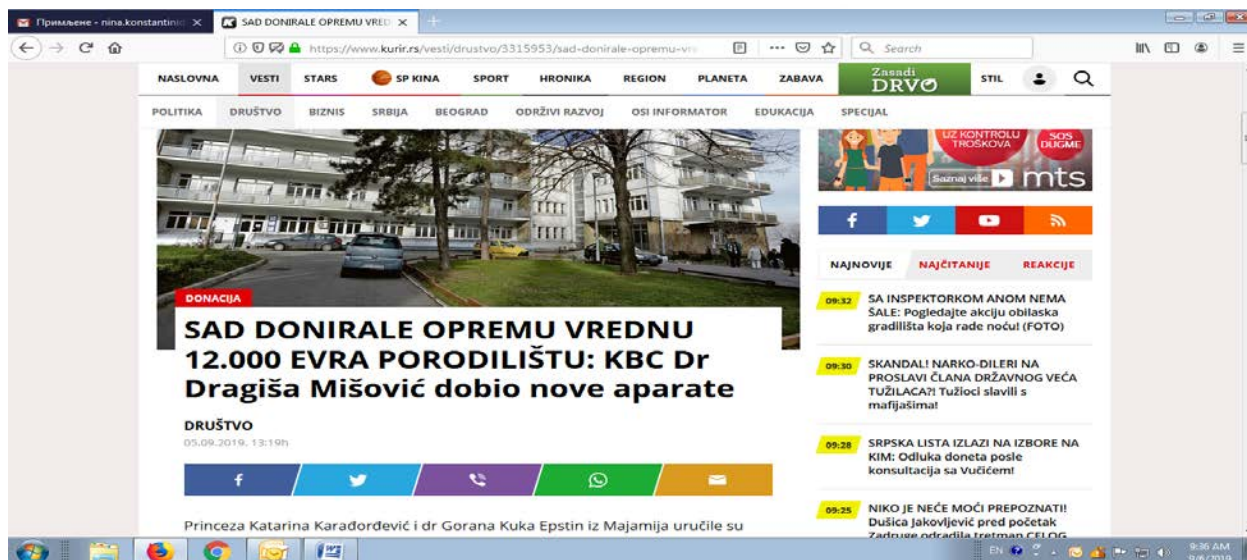 Примљене - nina.konstantinic
SAD DONIRALE OPREMU VRED
https://www.kurir.rs/vesti/drustvo/3315953/sad-donirale-opremu-vre
Search
NASLOVNA VESTI STARS SP KINA SPORT HRONIKA REGION PLANETA ZABAVA Zasadi DRVO STIL
POLITIKA DRUŠTVO BIZNIS SRBIJA BEOGRAD ODRŽIVI RAZVOJ OSI INFORMATOR EDUKACIJA SPECIJAL
UZ KONTROLU
TROŠKOVA
SOS
DUGME
Saznaj više
mts
DONACIJA
SAD DONIRALE OPREMU VREDNU
12.000 EVRA PORODILIŠTU: KBC Dr
Dragiša Mišović dobio nove aparate
DRUŠTVO
05.09.2019. 13:19h
Princeza Katarina Karađorđević i dr Gorana Kuka Epstin iz Majamija uručile su
NAJNOVIJE NAJČITANIJE REAKCIJE
09:32 SA INSPEKTORKOM ANOM NEMA
ŠALE: Pogledajte akciju obilaska
gradilišta koja rade noću! (FOTO)
09:30 SKANDAL! NARKO-DILERI NA
PROSLAVI ČLANA DRŽAVNOG VEĆA
TUŽILACA?! Tužioci slavili s
mafijašima!
09:28 SRPSKA LISTA IZLAZI NA IZBORE NA
KIM: Odluka doneta posle
konsultacija sa Vučićem!
09:25 NIKO JE NEĆE MOĆI PREPOZNATI!
Dušica Jakovljević pred početak
Zadruge odradila tretman CELOG
EN
9:36 AM
9/6/2019